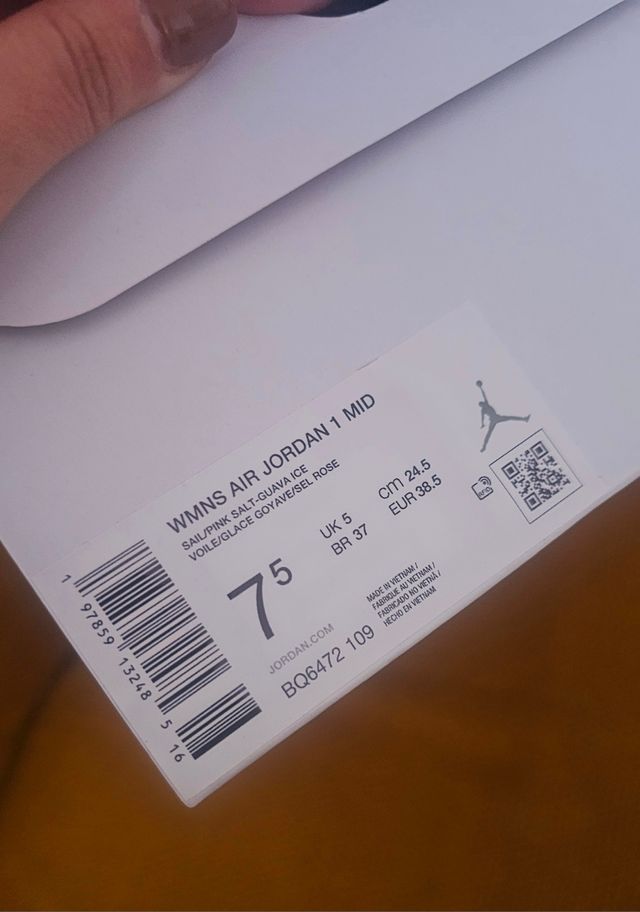 WMNS AIR JORDAN 1 MID
SAIL/PINK SALT-GUAVA ICE
VOILE/GLACE GOYAVE/SEL ROSE
7⁵
UK 5
BR 37
cm 24.5
EUR 38.5
JORDAN.COM
BQ6472 109
MADE IN VIETNAM /
FABRIQUE AU VIETNAM /
FABRICADO NO VIETNÃ /
HECHO EN VIETNAM
1 97859 13248 5 16